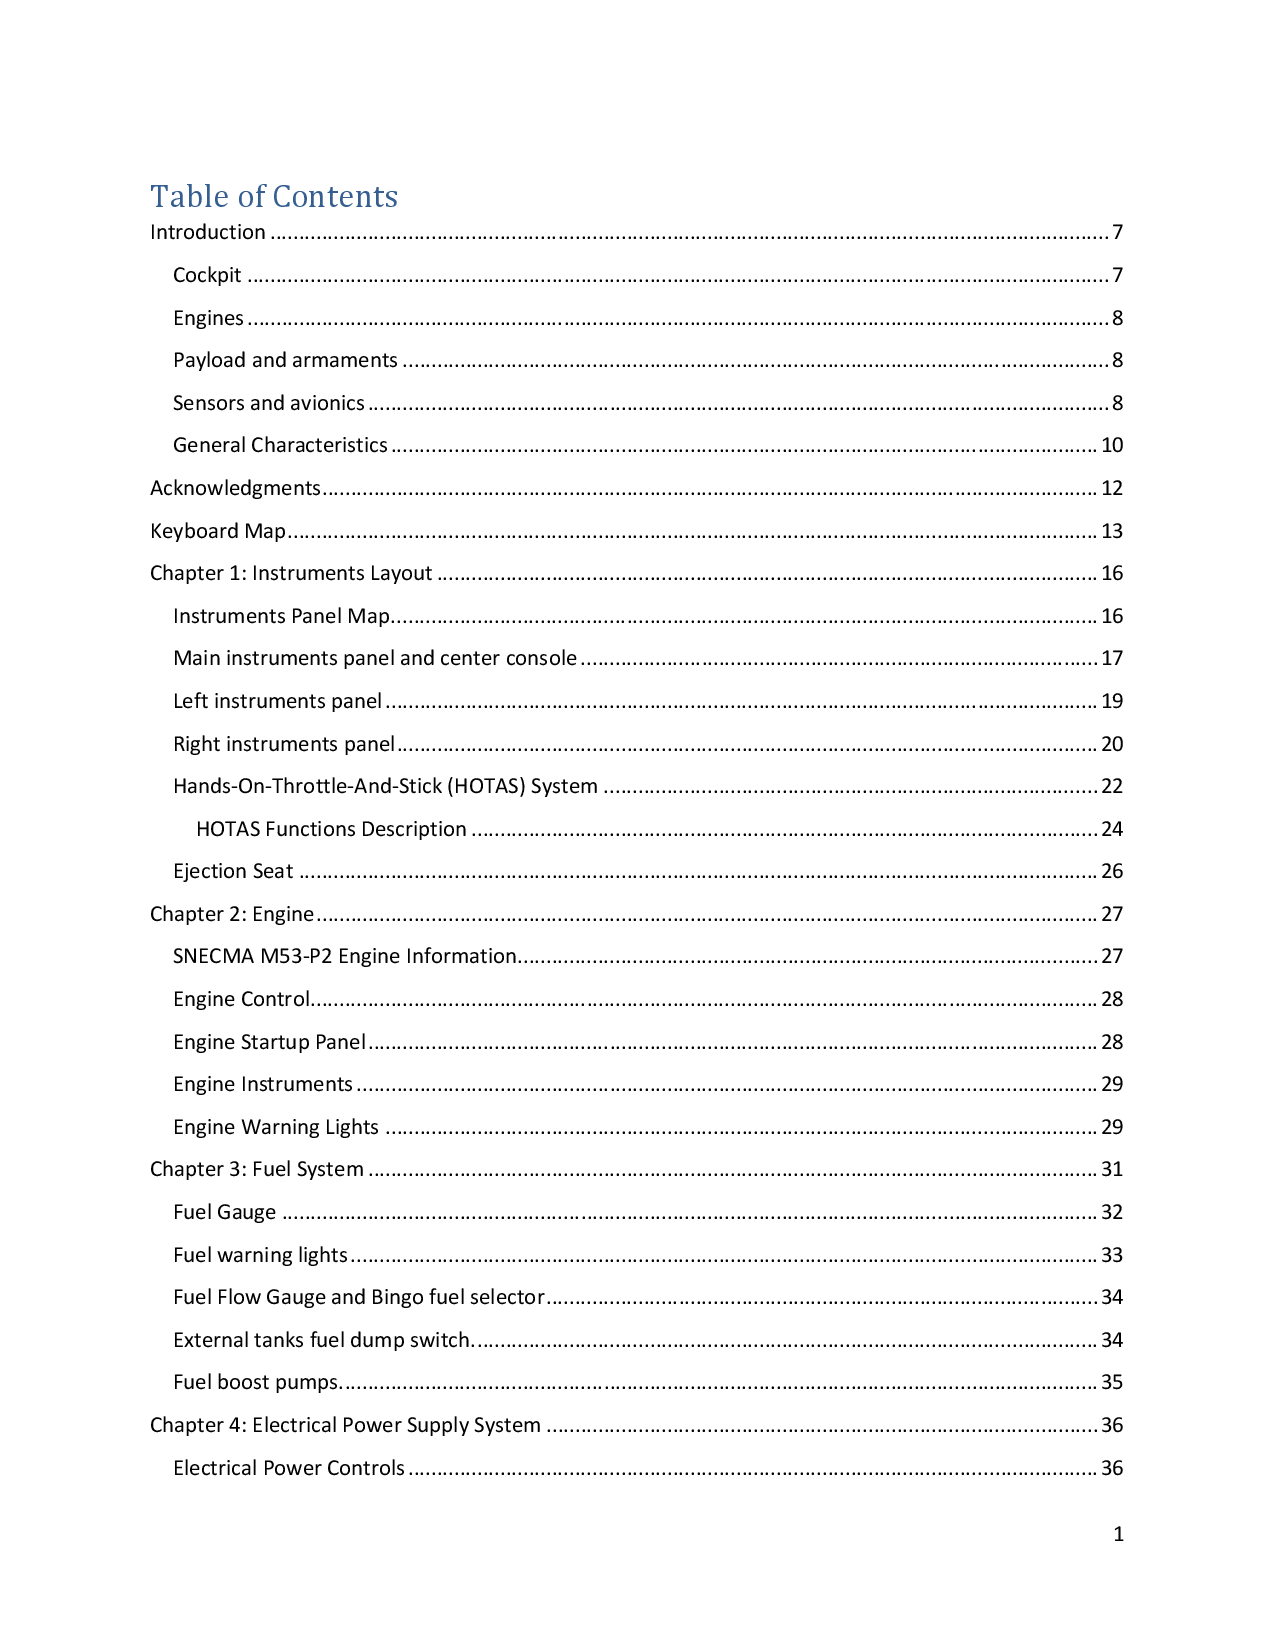 Table of Contents
Introduction ........ 7
Cockpit ........ 7
Engines ........ 8
Payload and armaments ........ 8
Sensors and avionics ........ 8
General Characteristics ........ 10
Acknowledgments ........ 12
Keyboard Map ........ 13
Chapter 1: Instruments Layout ........ 16
Instruments Panel Map ........ 16
Main instruments panel and center console ........ 17
Left instruments panel ........ 19
Right instruments panel ........ 20
Hands-On-Throttle-And-Stick (HOTAS) System ........ 22
HOTAS Functions Description ........ 24
Ejection Seat ........ 26
Chapter 2: Engine ........ 27
SNECMA M53-P2 Engine Information ........ 27
Engine Control ........ 28
Engine Startup Panel ........ 28
Engine Instruments ........ 29
Engine Warning Lights ........ 29
Chapter 3: Fuel System ........ 31
Fuel Gauge ........ 32
Fuel warning lights ........ 33
Fuel Flow Gauge and Bingo fuel selector ........ 34
External tanks fuel dump switch ........ 34
Fuel boost pumps ........ 35
Chapter 4: Electrical Power Supply System ........ 36
Electrical Power Controls ........ 36
1